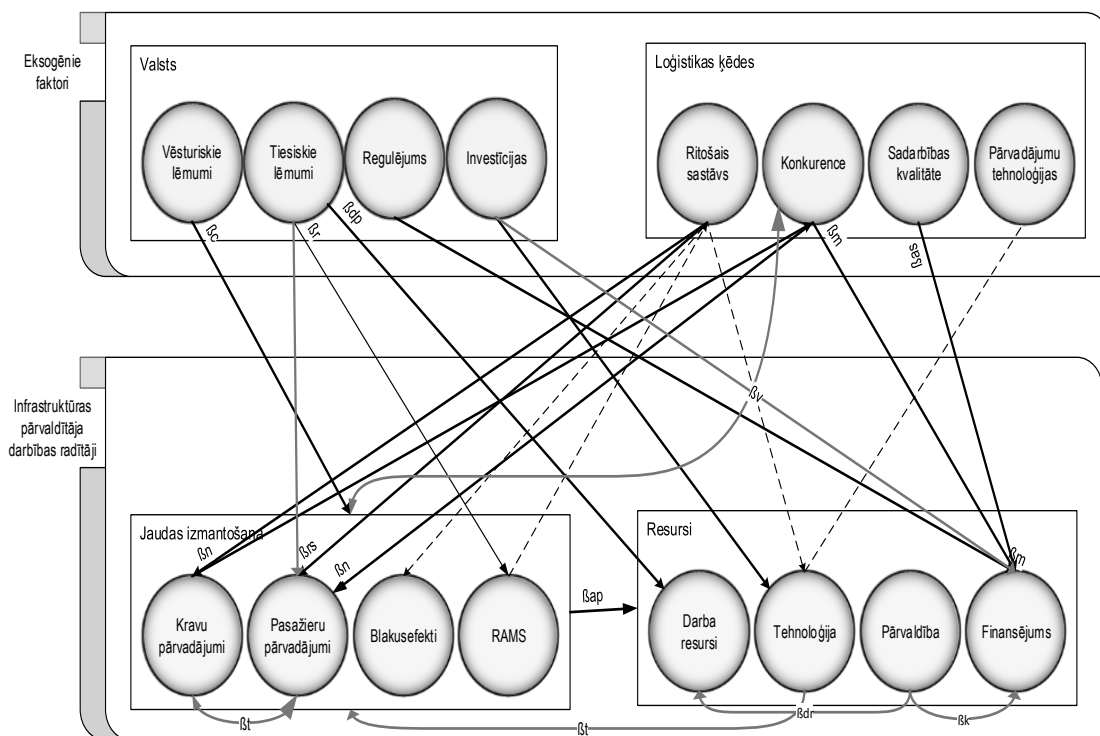 Eksogēnie
faktori
Valsts
Loģistikas ķēdes
Vēsturiskie
lēmumi
Tiesiskie
lēmumi
Regulējums
Investīcijas
Ritošais
sastāvs
Konkurence
Sadarbības
kvalitāte
Pārvadājumu
tehnoloģijas
ßc
ßr
ßdp
ßm
ßas
ßv
Infrastruktūras
pārvaldītāja
darbības radītāji
Jaudas izmantošana
Resursi
ßn
ßrs
ßn
ßm
Kravu
pārvadājumi
Pasažieru
pārvadājumi
Blakusefekti
RAMS
ßap
Darba
resursi
Tehnoloģija
Pārvaldība
Finansējums
ßt
ßt
ßdr
ßk